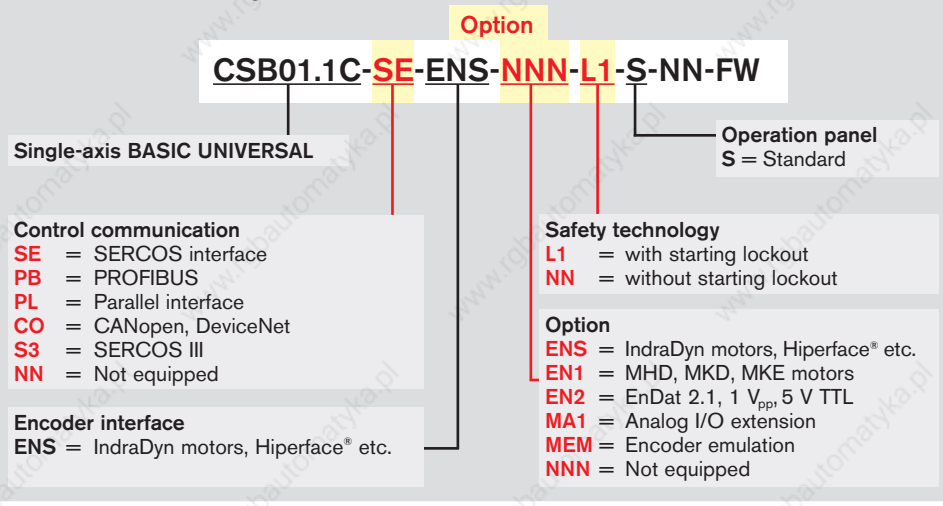 Option
CSB01.1C-SE-ENS-NNN-L1-S-NN-FW
Single-axis BASIC UNIVERSAL
Operation panel
S = Standard
Control communication
SE = SERCOS interface
PB = PROFIBUS
PL = Parallel interface
CO = CANopen, DeviceNet
S3 = SERCOS III
NN = Not equipped
Encoder interface
ENS = IndraDyn motors, Hiperface® etc.
Safety technology
L1 = with starting lockout
NN = without starting lockout
Option
ENS = IndraDyn motors, Hiperface® etc.
EN1 = MHD, MKD, MKE motors
EN2 = EnDat 2.1, 1 Vpp, 5 V TTL
MA1 = Analog I/O extension
MEM = Encoder emulation
NNN = Not equipped
www.rgbautomatyka.pl